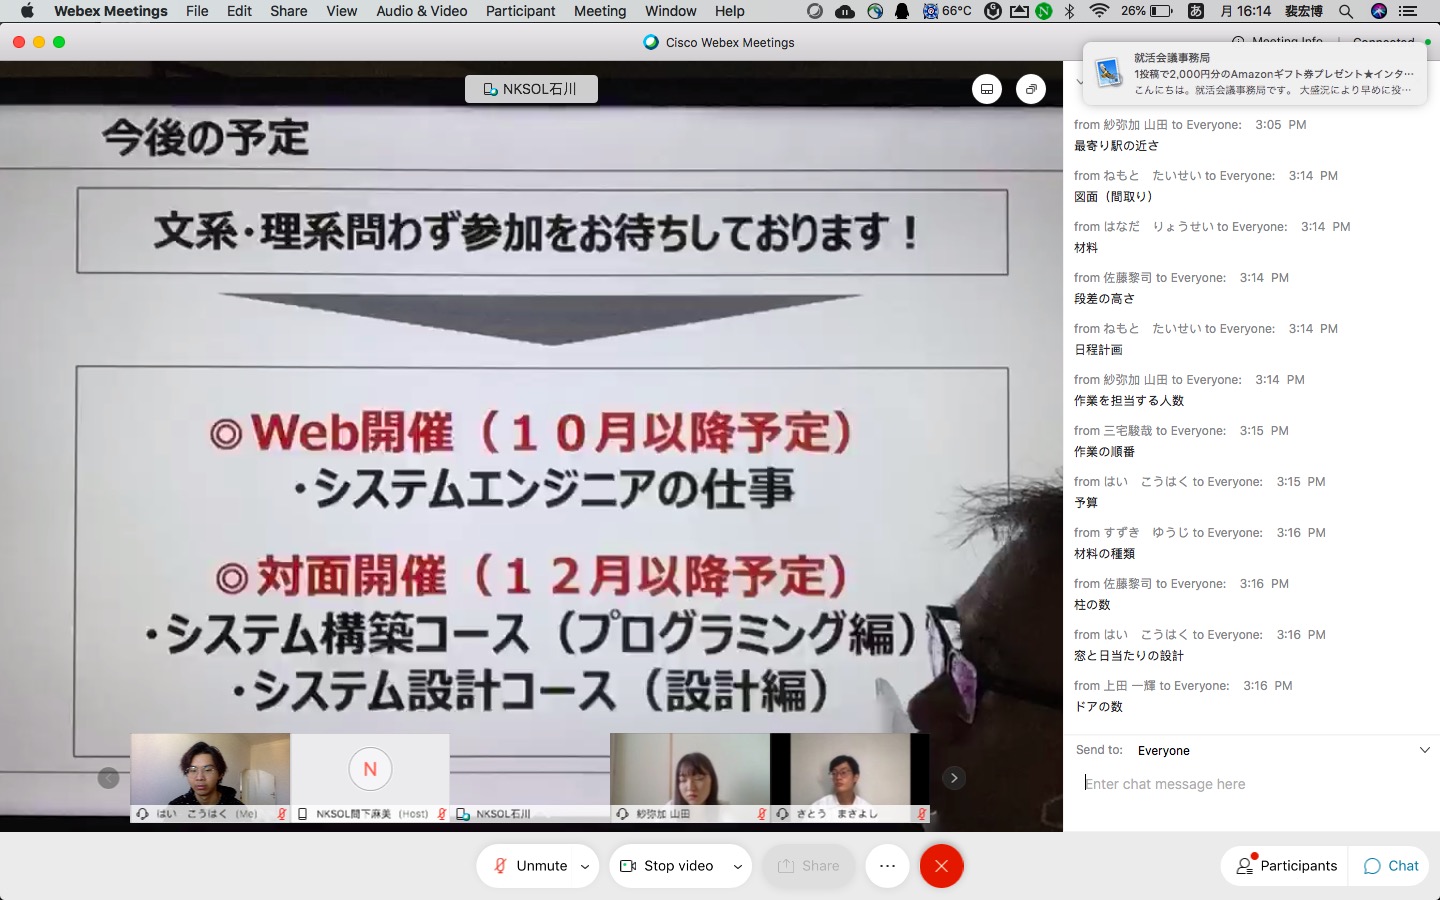 Webex Meetings File Edit Share View Audio & Video Participant Meeting Window Help 66°C 26% あ 月 16:14 裴宏博
Cisco Webex Meetings
Meeting Info Connected
就活会議事務局
1投稿で2,000円分のAmazonギフト券プレゼント★インタ…
こんにちは。就活会議事務局です。 大盛況により早めに投…
NKSOL石川
今後の予定
文系・理系問わず参加をお待ちしております！
◎Web開催（１０月以降予定）
・システムエンジニアの仕事
◎対面開催（１２月以降予定）
・システム構築コース（プログラミング編）
・システム設計コース（設計編）
N
はい こうはく (Me)
NKSOL間下麻美 (Host)
NKSOL石川
紗弥加 山田
さとう まさよし
from 紗弥加 山田 to Everyone: 3:05 PM
最寄り駅の近さ
from ねもと たいせい to Everyone: 3:14 PM
図面（間取り）
from はなだ りょうせい to Everyone: 3:14 PM
材料
from 佐藤黎司 to Everyone: 3:14 PM
段差の高さ
from ねもと たいせい to Everyone: 3:14 PM
日程計画
from 紗弥加 山田 to Everyone: 3:14 PM
作業を担当する人数
from 三宅駿哉 to Everyone: 3:15 PM
作業の順番
from はい こうはく to Everyone: 3:15 PM
予算
from すずき ゆうじ to Everyone: 3:16 PM
材料の種類
from 佐藤黎司 to Everyone: 3:16 PM
柱の数
from はい こうはく to Everyone: 3:16 PM
窓と日当たりの設計
from 上田 一輝 to Everyone: 3:16 PM
ドアの数
Send to: Everyone
Enter chat message here
Unmute Stop video Share Participants Chat